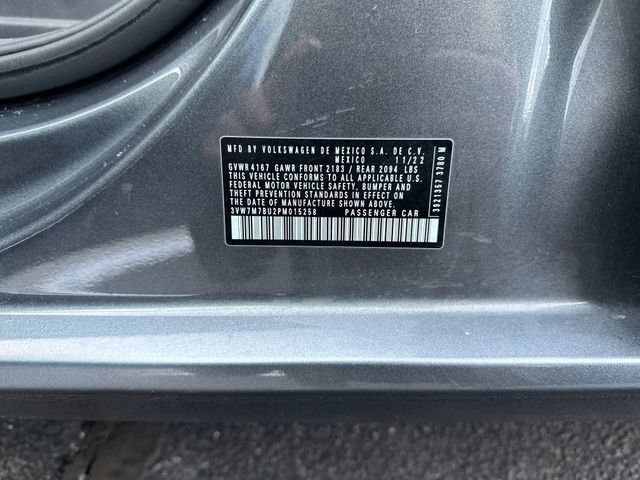 MFD BY VOLKSWAGEN DE MEXICO S.A. DE C.V.
MEXICO 11/22
GVWR 4167 GAWR FRONT 2183 / REAR 2094 LBS
THIS VEHICLE CONFORMS TO ALL APPLICABLE U.S.
FEDERAL MOTOR VEHICLE SAFETY, BUMPER AND
THEFT PREVENTION STANDARDS IN EFFECT ON
THE DATE OF MANUFACTURE SHOWN ABOVE.
3VW7M7BU2PM015258 PASSENGER CAR
3921357 3780 M